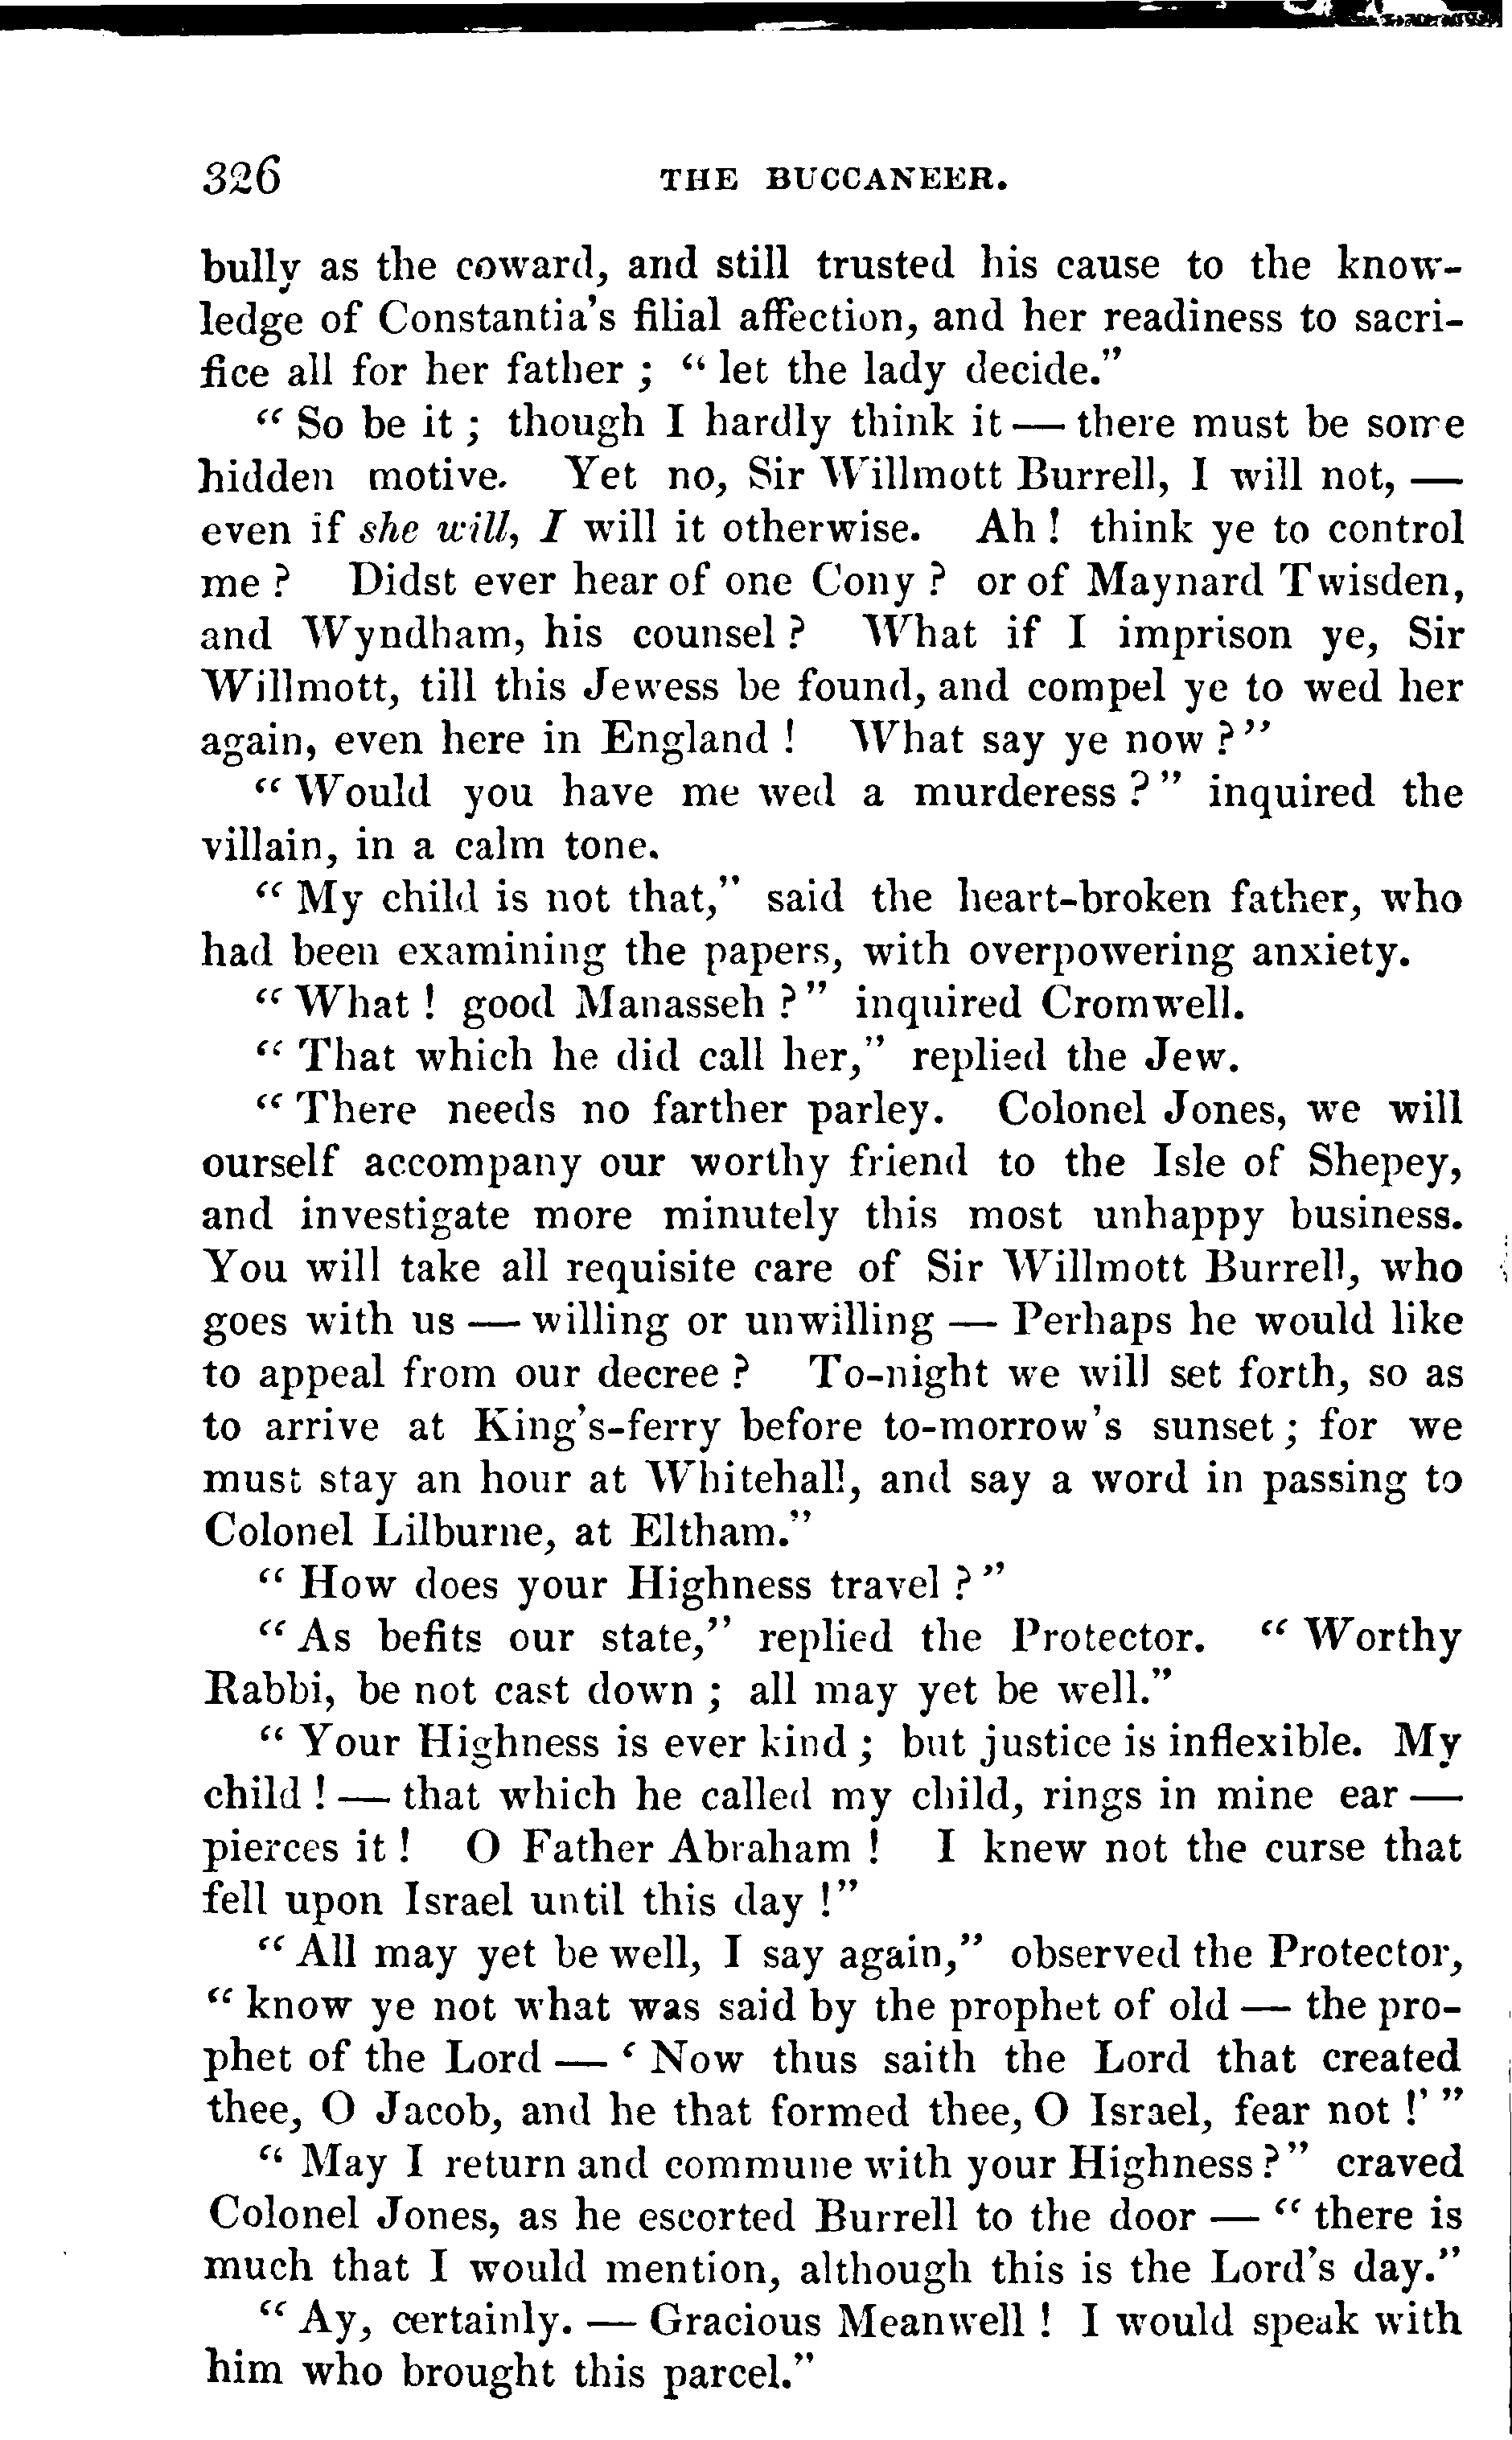 326 THE BUCCANEER.
bully as the coward, and still trusted his cause to the know-
ledge of Constantia's filial affection, and her readiness to sacri-
fice all for her father ; " let the lady decide."
" So be it ; though I hardly think it — there must be some
hidden motive. Yet no, Sir Willmott Burrell, I will not, —
even if she will, I will it otherwise. Ah ! think ye to control
me ? Didst ever hear of one Cony ? or of Maynard Twisden,
and Wyndham, his counsel ? What if I imprison ye, Sir
Willmott, till this Jewess be found, and compel ye to wed her
again, even here in England ! What say ye now ?"
" Would you have me wed a murderess ?" inquired the
villain, in a calm tone.
" My child is not that," said the heart-broken father, who
had been examining the papers, with overpowering anxiety.
" What ! good Manasseh ?" inquired Cromwell.
" That which he did call her," replied the Jew.
" There needs no farther parley. Colonel Jones, we will
ourself accompany our worthy friend to the Isle of Shepey,
and investigate more minutely this most unhappy business.
You will take all requisite care of Sir Willmott Burrell, who
goes with us — willing or unwilling — Perhaps he would like
to appeal from our decree ? To-night we will set forth, so as
to arrive at King's-ferry before to-morrow's sunset ; for we
must stay an hour at Whitehall, and say a word in passing to
Colonel Lilburne, at Eltham."
" How does your Highness travel ?"
" As befits our state," replied the Protector. " Worthy
Rabbi, be not cast down ; all may yet be well."
" Your Highness is ever kind ; but justice is inflexible. My
child ! — that which he called my child, rings in mine ear —
pierces it ! O Father Abraham ! I knew not the curse that
fell upon Israel until this day !"
" All may yet be well, I say again," observed the Protector,
" know ye not what was said by the prophet of old — the pro-
phet of the Lord — ' Now thus saith the Lord that created
thee, O Jacob, and he that formed thee, O Israel, fear not !' "
" May I return and commune with your Highness ?" craved
Colonel Jones, as he escorted Burrell to the door — " there is
much that I would mention, although this is the Lord's day."
" Ay, certainly. — Gracious Meanwell ! I would speak with
him who brought this parcel."